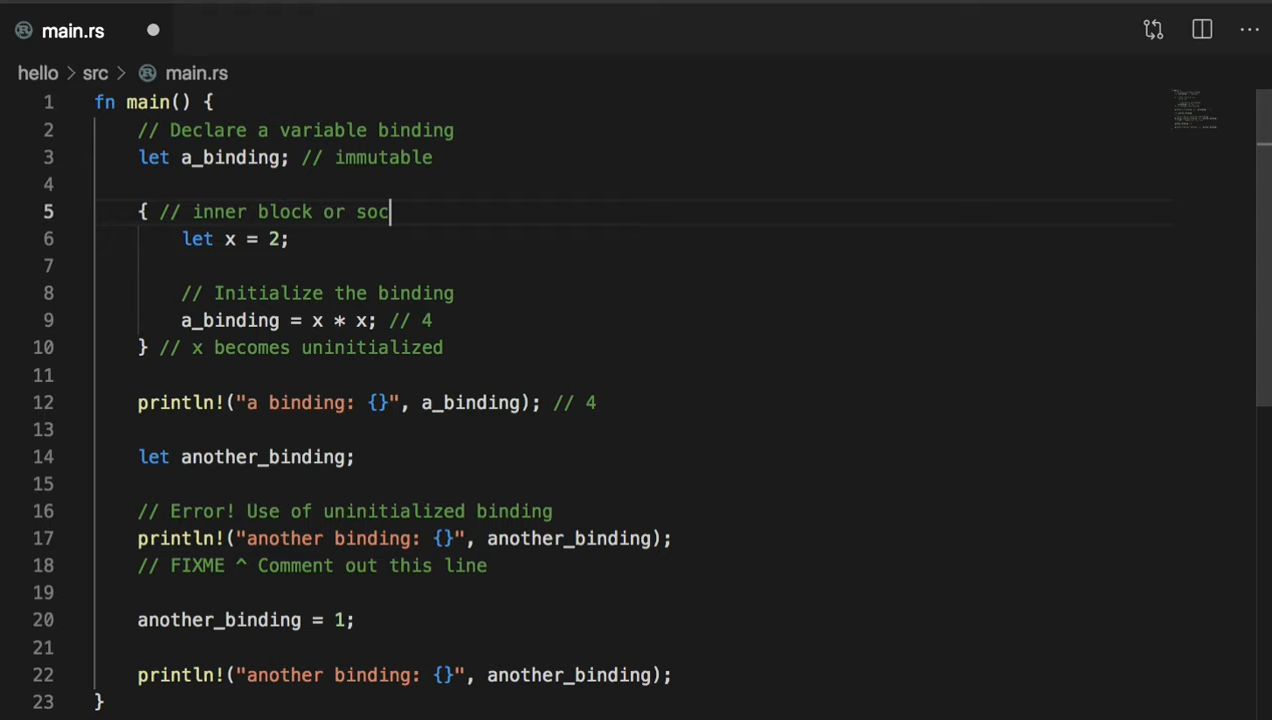 main.rs
hello > src > main.rs
1 fn main() {
2     // Declare a variable binding
3     let a_binding; // immutable
4
5     { // inner block or soc
6         let x = 2;
7
8         // Initialize the binding
9         a_binding = x * x; // 4
10     } // x becomes uninitialized
11
12     println!("a binding: {}", a_binding); // 4
13
14     let another_binding;
15
16     // Error! Use of uninitialized binding
17     println!("another binding: {}", another_binding);
18     // FIXME ^ Comment out this line
19
20     another_binding = 1;
21
22     println!("another binding: {}", another_binding);
23 }